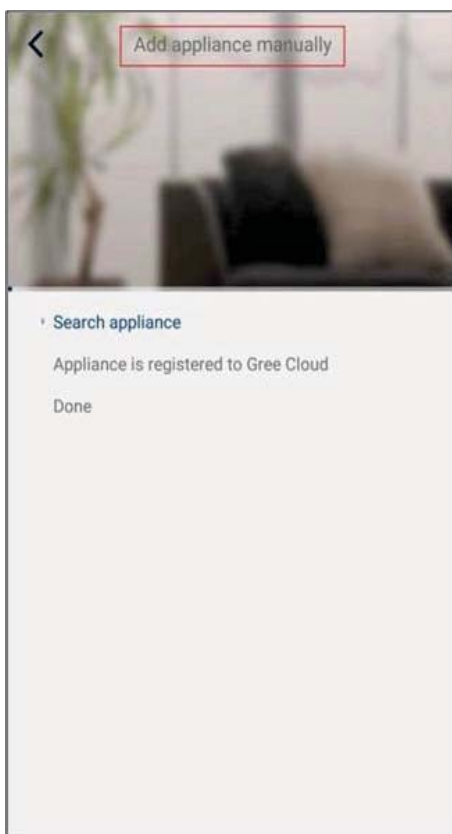 Add appliance manually
Search appliance
Appliance is registered to Gree Cloud
Done